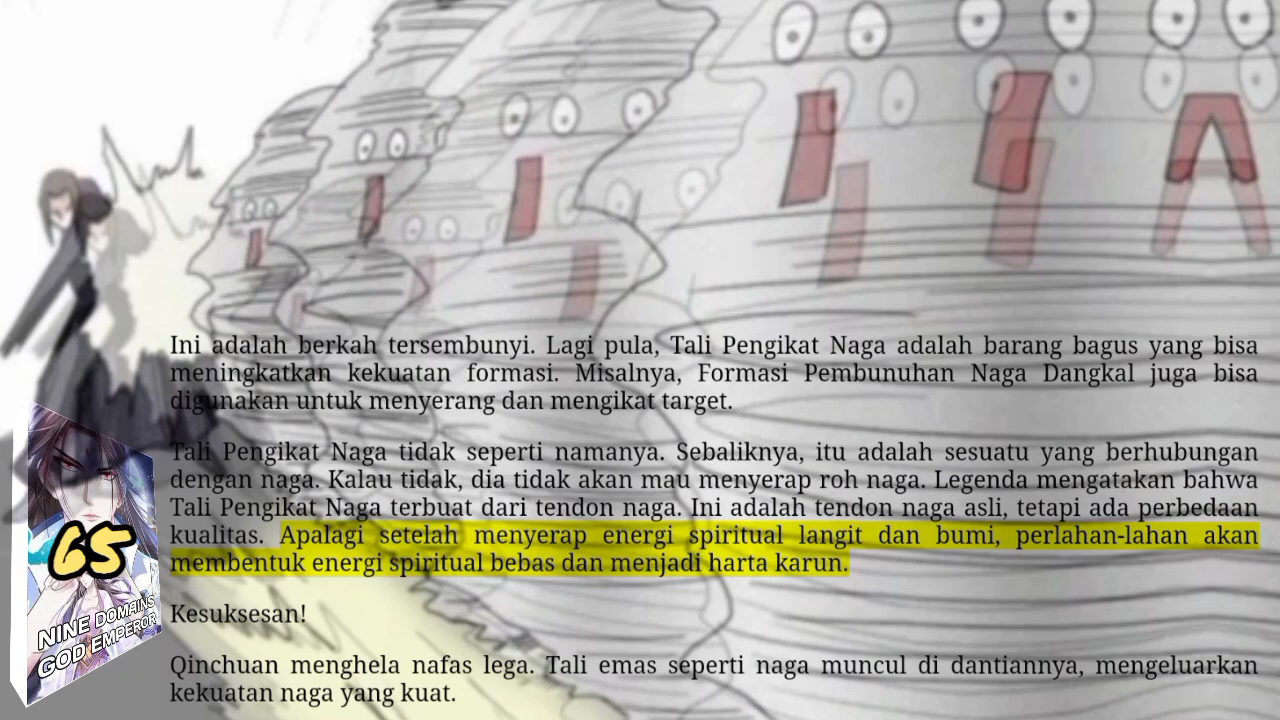 Ini adalah berkah tersembunyi. Lagi pula, Tali Pengikat Naga adalah barang bagus yang bisa
meningkatkan kekuatan formasi. Misalnya, Formasi Pembunuhan Naga Dangkal juga bisa
digunakan untuk menyerang dan mengikat target.
Tali Pengikat Naga tidak seperti namanya. Sebaliknya, itu adalah sesuatu yang berhubungan
dengan naga. Kalau tidak, dia tidak akan mau menyerap roh naga. Legenda mengatakan bahwa
Tali Pengikat Naga terbuat dari tendon naga. Ini adalah tendon naga asli, tetapi ada perbedaan
kualitas. Apalagi setelah menyerap energi spiritual langit dan bumi, perlahan-lahan akan
membentuk energi spiritual bebas dan menjadi harta karun.
Kesuksesan!
Qinchuan menghela nafas lega. Tali emas seperti naga muncul di dantiannya, mengeluarkan
kekuatan naga yang kuat.
65
NINE DOMAINS
GOD EMPEROR